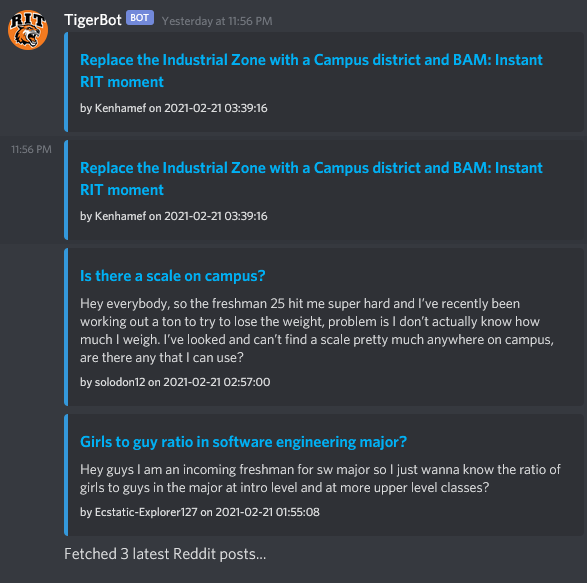 RIT
TigerBot BOT Yesterday at 11:56 PM
Replace the Industrial Zone with a Campus district and BAM: Instant
RIT moment
by Kenhamef on 2021-02-21 03:39:16
11:56 PM
Replace the Industrial Zone with a Campus district and BAM: Instant
RIT moment
by Kenhamef on 2021-02-21 03:39:16
Is there a scale on campus?
Hey everybody, so the freshman 25 hit me super hard and I’ve recently been
working out a ton to try to lose the weight, problem is I don’t actually know how
much I weigh. I’ve looked and can’t find a scale pretty much anywhere on campus,
are there any that I can use?
by solodon12 on 2021-02-21 02:57:00
Girls to guy ratio in software engineering major?
Hey guys I am an incoming freshman for sw major so I just wanna know the ratio of
girls to guys in the major at intro level and at more upper level classes?
by Ecstatic-Explorer127 on 2021-02-21 01:55:08
Fetched 3 latest Reddit posts...